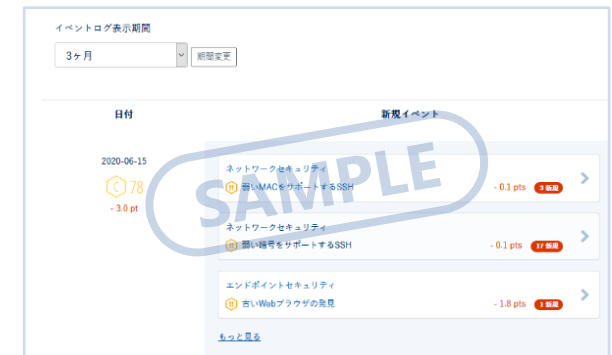 イベントログ表示期間
3ヶ月 期間変更
日付 新規イベント
2020-06-15
C 78
- 3.0 pt
ネットワークセキュリティ
!! 弱いMACをサポートするSSH - 0.1 pts 3 新規
ネットワークセキュリティ
!! 弱い暗号をサポートするSSH - 0.1 pts 17 新規
エンドポイントセキュリティ
!! 古いWebブラウザの発見 - 1.8 pts 1 新規
もっと見る
SAMPLE